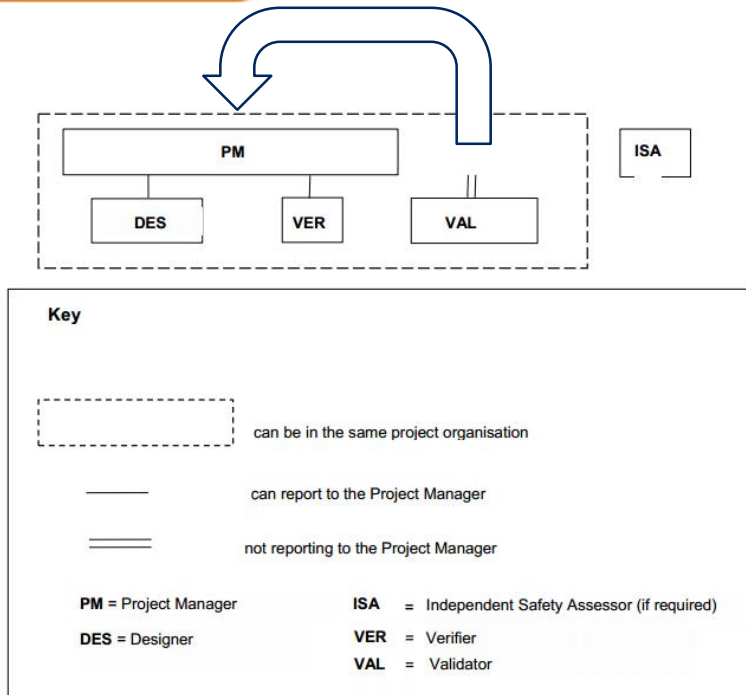 PM
ISA
DES
VER
VAL
Key
can be in the same project organisation
can report to the Project Manager
not reporting to the Project Manager
PM = Project Manager
ISA = Independent Safety Assessor (if required)
DES = Designer
VER = Verifier
VAL = Validator